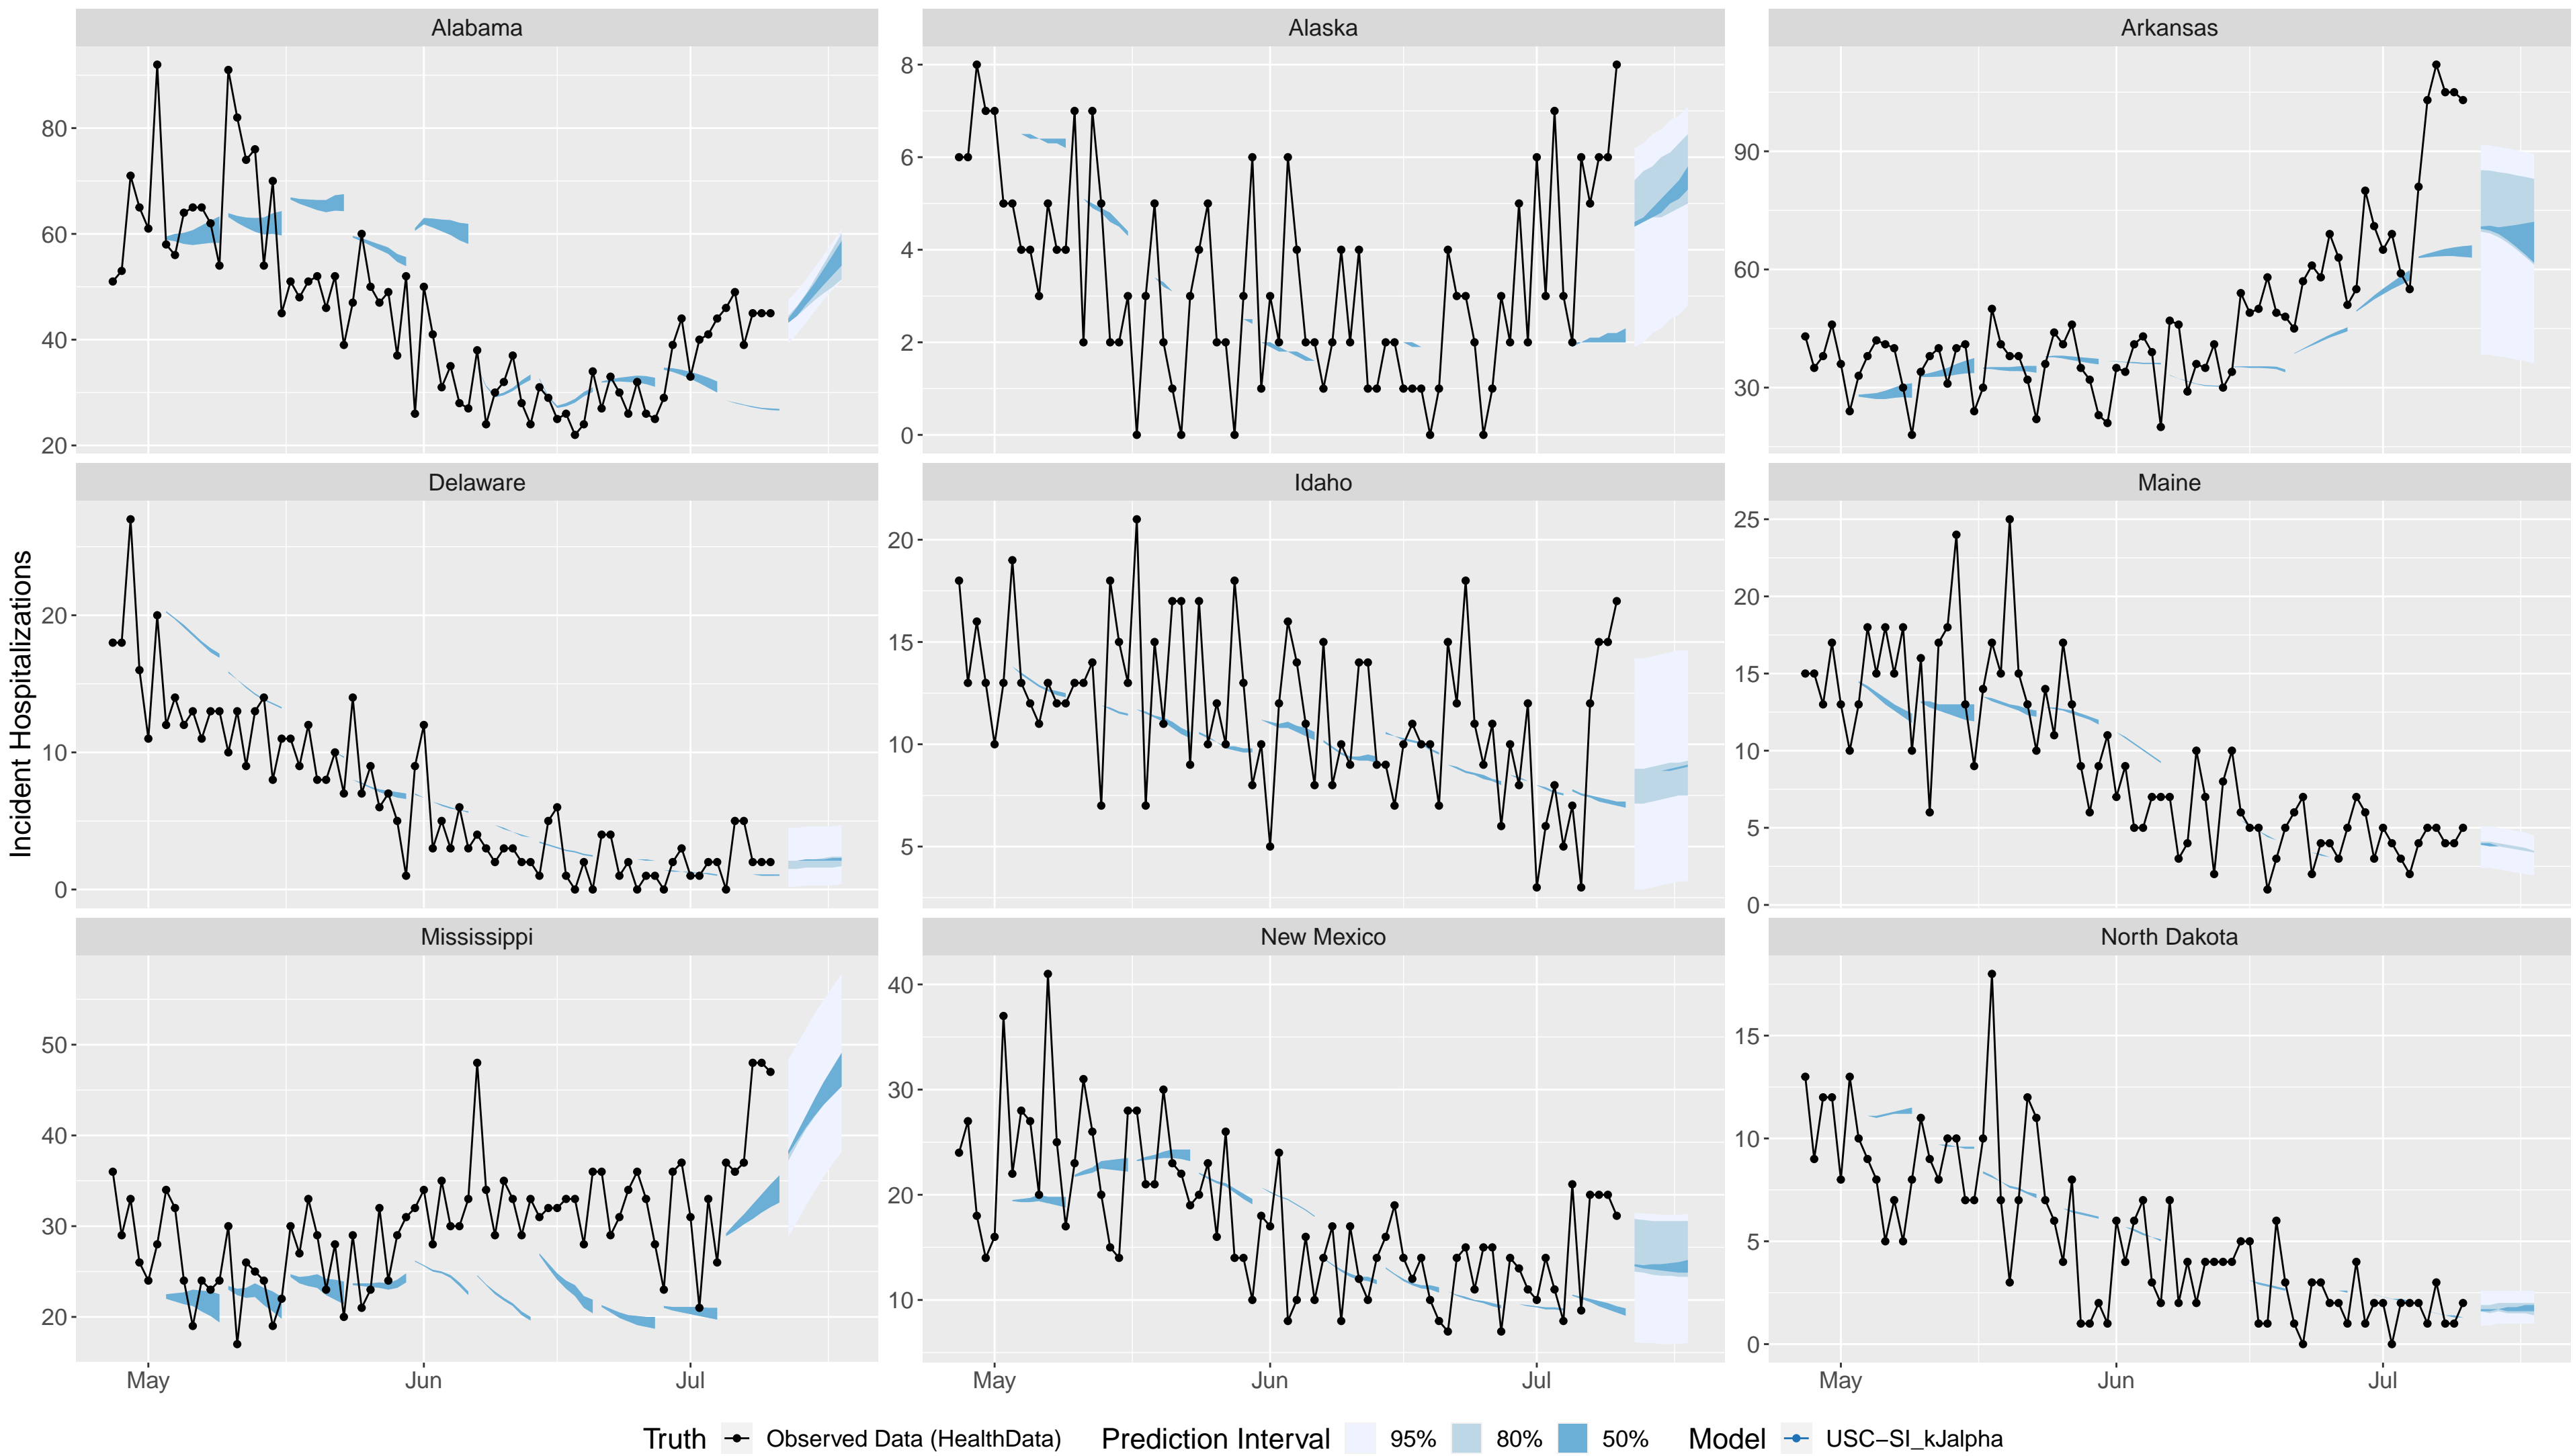 Alabama
Alaska
Arkansas
80
60
40
20
8
6
4
2
0
90
60
30
Delaware
Idaho
Maine
20
10
0
20
15
10
5
25
20
15
10
5
0
Incident Hospitalizations
Mississippi
New Mexico
North Dakota
50
40
30
20
40
30
20
10
15
10
5
0
May Jun Jul
May Jun Jul
May Jun Jul
Truth Observed Data (HealthData) Prediction Interval 95% 80% 50% Model USC−SI_kJalpha